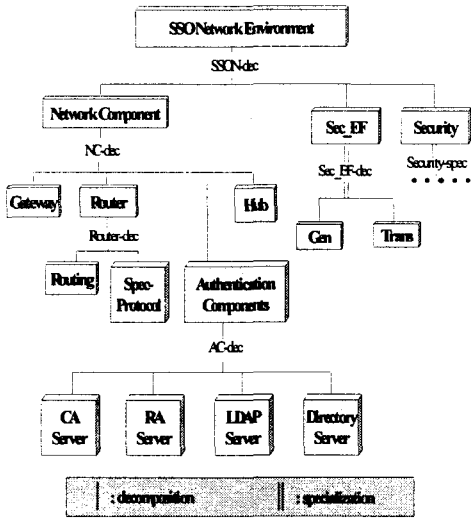 SSO Network Environment
SSON-dec
Network Component
Sec_EF
Security
NC-dec
Sec_EF-dec
Security-spec
Gateway
Router
Hub
Gen
Trans
Router-dec
Routing
Spec-
Protocol
Authentication
Components
AC-dec
CA
Server
RA
Server
LDAP
Server
Directory
Server
: decomposition
: specialization